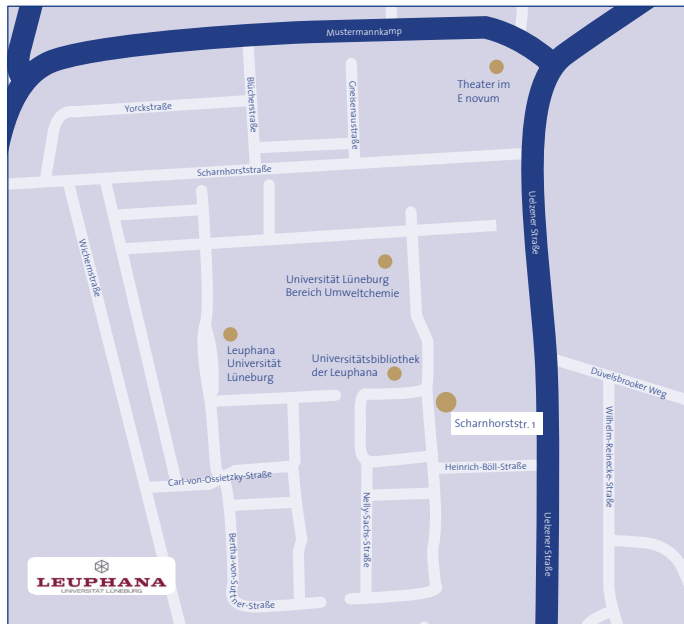 Mustermannkamp
Theater im
E novum
Blücherstraße
Gneisenaustraße
Yorckstraße
Scharnhorststraße
Uelzener Straße
Wichernstraße
Universität Lüneburg
Bereich Umweltchemie
Leuphana
Universität
Lüneburg
Universitätsbibliothek
der Leuphana
Düvelsbrooker Weg
Scharnhorststr. 1
Wilhelm-Reinecke-Straße
Heinrich-Böll-Straße
Carl-von-Ossietzky-Straße
Nelly-Sachs-Straße
Uelzener Straße
Bertha-von-Suttner-Straße
LEUPHANA
UNIVERSITÄT LÜNEBURG